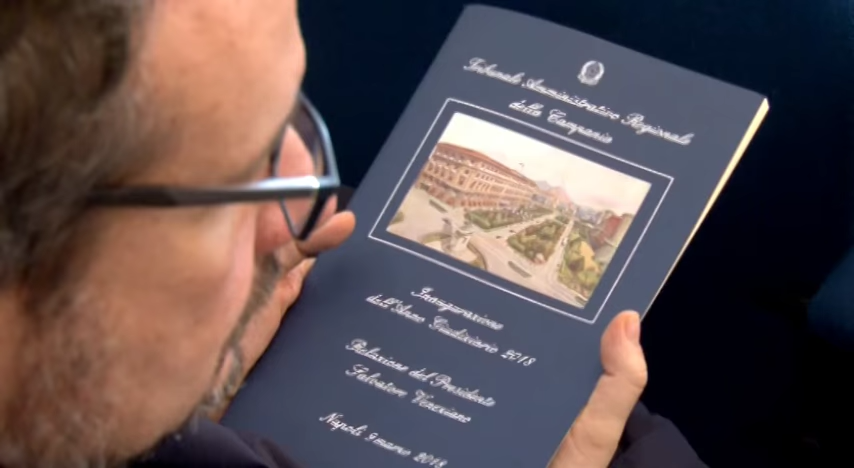 Tribunale Amministrativo Regionale
della Campania
Inaugurazione
dell'Anno Giudiziario 2018
Relazione del Presidente
Salvatore Veneziano
Napoli 9 marzo 2018